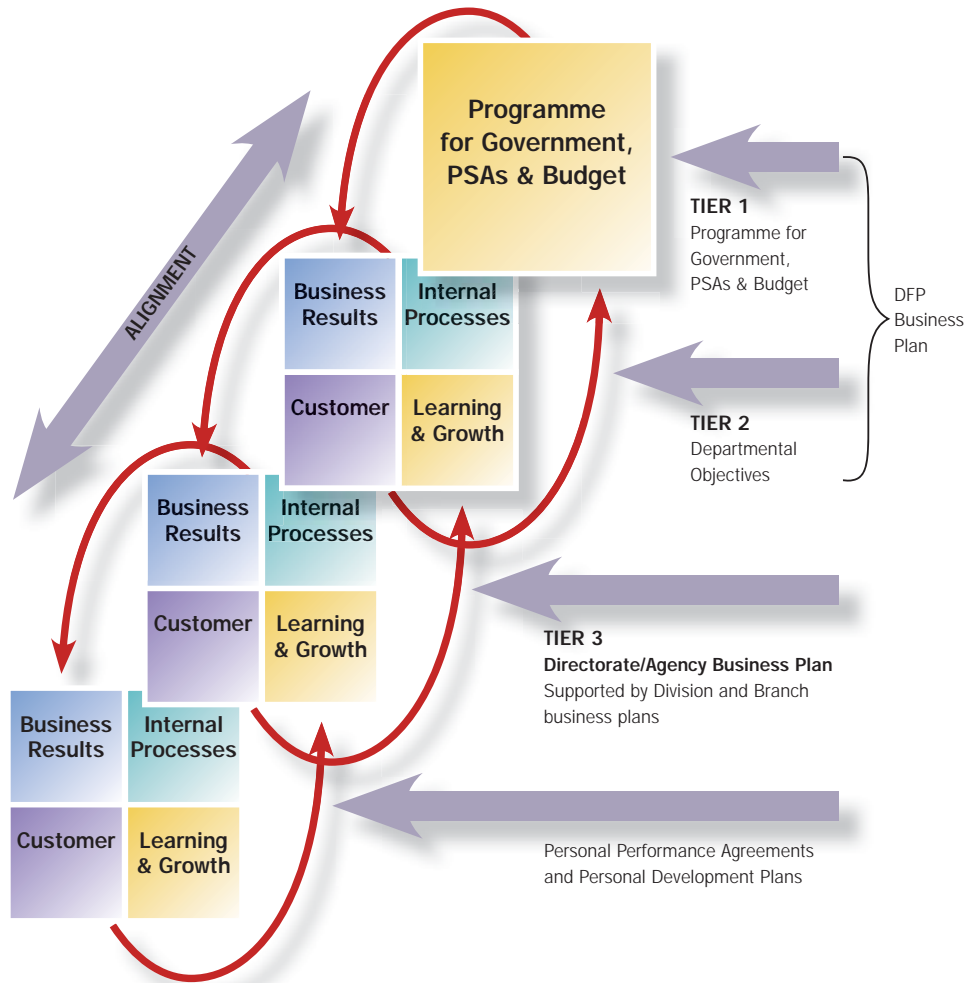 Programme
for Government,
PSAs & Budget
ALIGNMENT
TIER 1
Programme for
Government,
PSAs & Budget
DFP
Business
Plan
Business
Results
Internal
Processes
Customer
Learning
& Growth
TIER 2
Departmental
Objectives
Business
Results
Internal
Processes
Customer
Learning
& Growth
TIER 3
Directorate/Agency Business Plan
Supported by Division and Branch
business plans
Business
Results
Internal
Processes
Customer
Learning
& Growth
Personal Performance Agreements
and Personal Development Plans